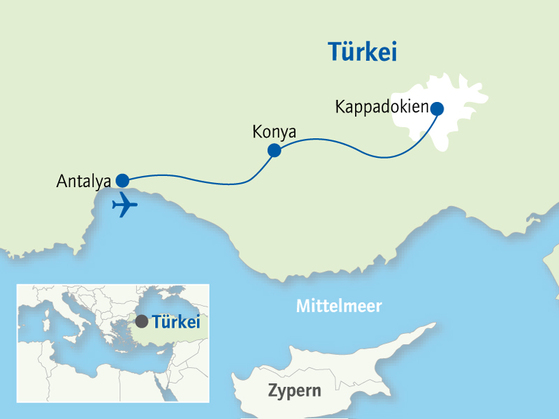 Türkei
Kappadokien
Konya
Antalya
Mittelmeer
Türkei
Zypern